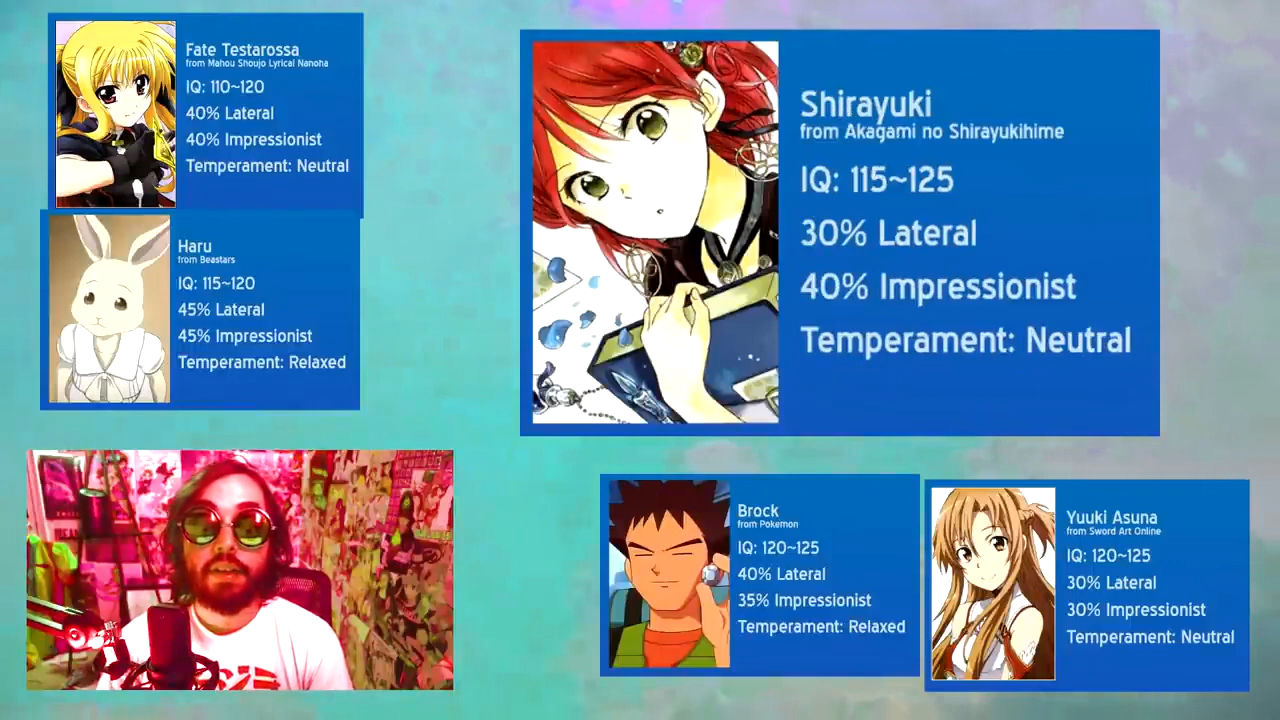 Fate Testarossa
from Mahou Shoujo Lyrical Nanoha
IQ: 110~120
40% Lateral
40% Impressionist
Temperament: Neutral
Haru
from Beastars
IQ: 115~120
45% Lateral
45% Impressionist
Temperament: Relaxed
Shirayuki
from Akagami no Shirayukihime
IQ: 115~125
30% Lateral
40% Impressionist
Temperament: Neutral
Brock
from Pokemon
IQ: 120~125
40% Lateral
35% Impressionist
Temperament: Relaxed
Yuuki Asuna
from Sword Art Online
IQ: 120~125
30% Lateral
30% Impressionist
Temperament: Neutral